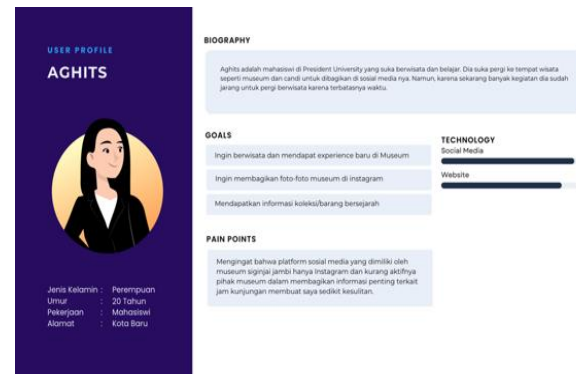 USER PROFILE
AGHITS
Jenis Kelamin : Perempuan
Umur : 20 Tahun
Pekerjaan : Mahasiswi
Alamat : Kota Baru
BIOGRAPHY
Aghits adalah mahasiswi di President University yang suka berwisata dan belajar. Dia suka pergi ke tempat wisata
seperti museum dan candi untuk dibagikan di sosial media nya. Namun, karena sekarang banyak kegiatan dia sudah
jarang untuk pergi berwisata karena terbatasnya waktu.
GOALS
Ingin berwisata dan mendapat experience baru di Museum
Ingin membagikan foto-foto museum di instagram
Mendapatkan informasi koleksi/barang bersejarah
TECHNOLOGY
Social Media
Website
PAIN POINTS
Mengingat bahwa platform sosial media yang dimiliki oleh
museum siginjai jambi hanya Instagram dan kurang aktifnya
pihak museum dalam membagikan informasi penting terkait
jam kunjungan membuat saya sedikit kesulitan.